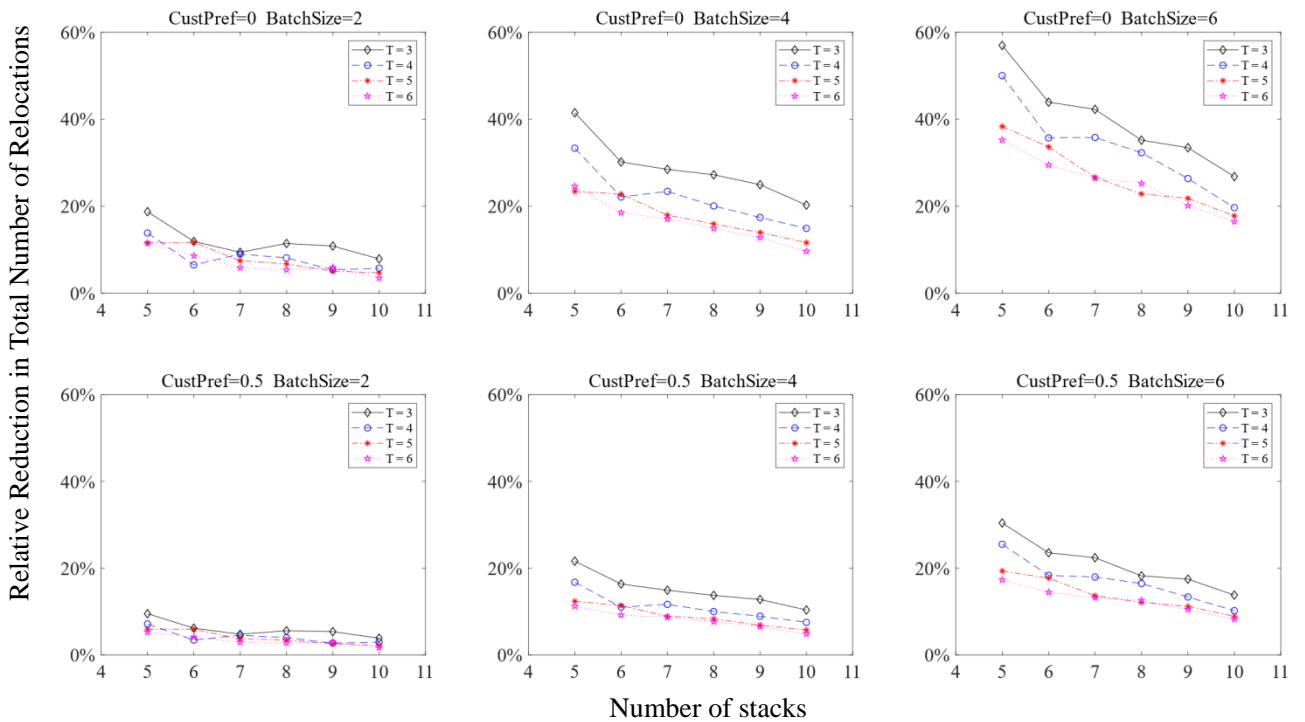 Relative Reduction in Total Number of Relocations
CustPref=0 BatchSize=2
60%
40%
20%
0%
4 5 6 7 8 9 10 11
T = 3
T = 4
T = 5
T = 6
CustPref=0 BatchSize=4
60%
40%
20%
0%
4 5 6 7 8 9 10 11
T = 3
T = 4
T = 5
T = 6
CustPref=0 BatchSize=6
60%
40%
20%
0%
4 5 6 7 8 9 10 11
T = 3
T = 4
T = 5
T = 6
CustPref=0.5 BatchSize=2
60%
40%
20%
0%
4 5 6 7 8 9 10 11
T = 3
T = 4
T = 5
T = 6
CustPref=0.5 BatchSize=4
60%
40%
20%
0%
4 5 6 7 8 9 10 11
T = 3
T = 4
T = 5
T = 6
CustPref=0.5 BatchSize=6
60%
40%
20%
0%
4 5 6 7 8 9 10 11
T = 3
T = 4
T = 5
T = 6
Number of stacks